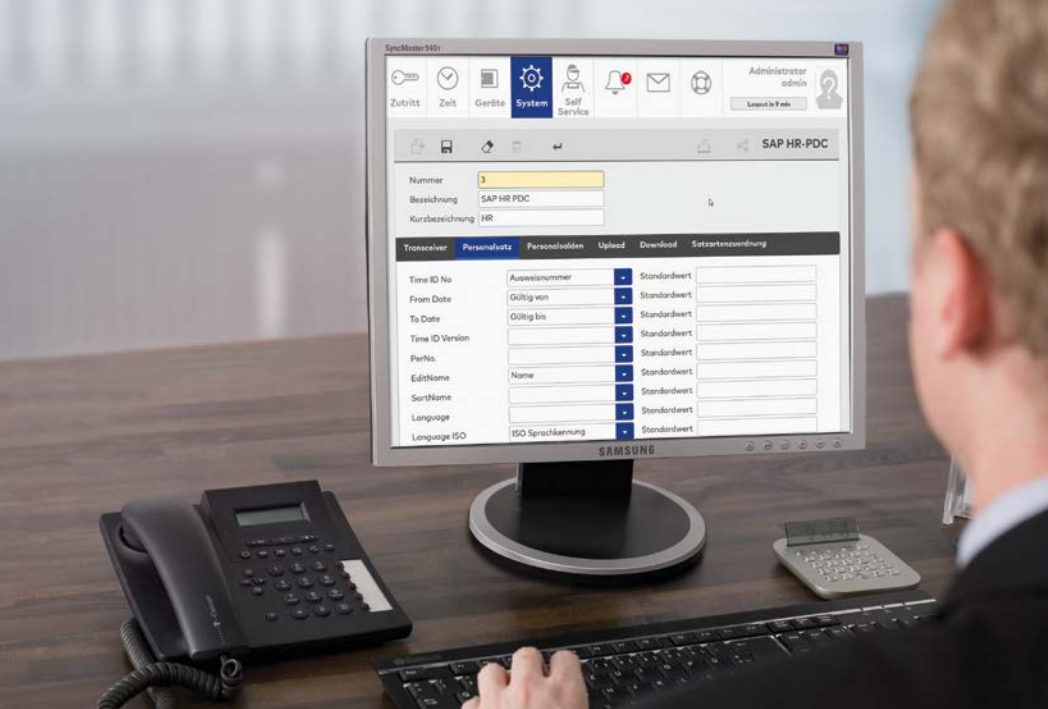 SyncMaster 940T
Administrator
admin
Zutritt Zeit Geräte System Self Service
2
Logout in 9 min
SAP HR-PDC
Nummer 3
Bezeichnung SAP HR PDC
Kurzbezeichnung HR
Transceiver Personalsatz Personalsalden Upload Download Satzartenzuordnung
Time ID No Ausweisnummer Standardwert
From Date Gültig von Standardwert
To Date Gültig bis Standardwert
Time ID Version Standardwert
PerNo. Standardwert
EditName Name Standardwert
SortName Standardwert
Language Standardwert
Language ISO ISO Sprachkennung Standardwert
SAMSUNG